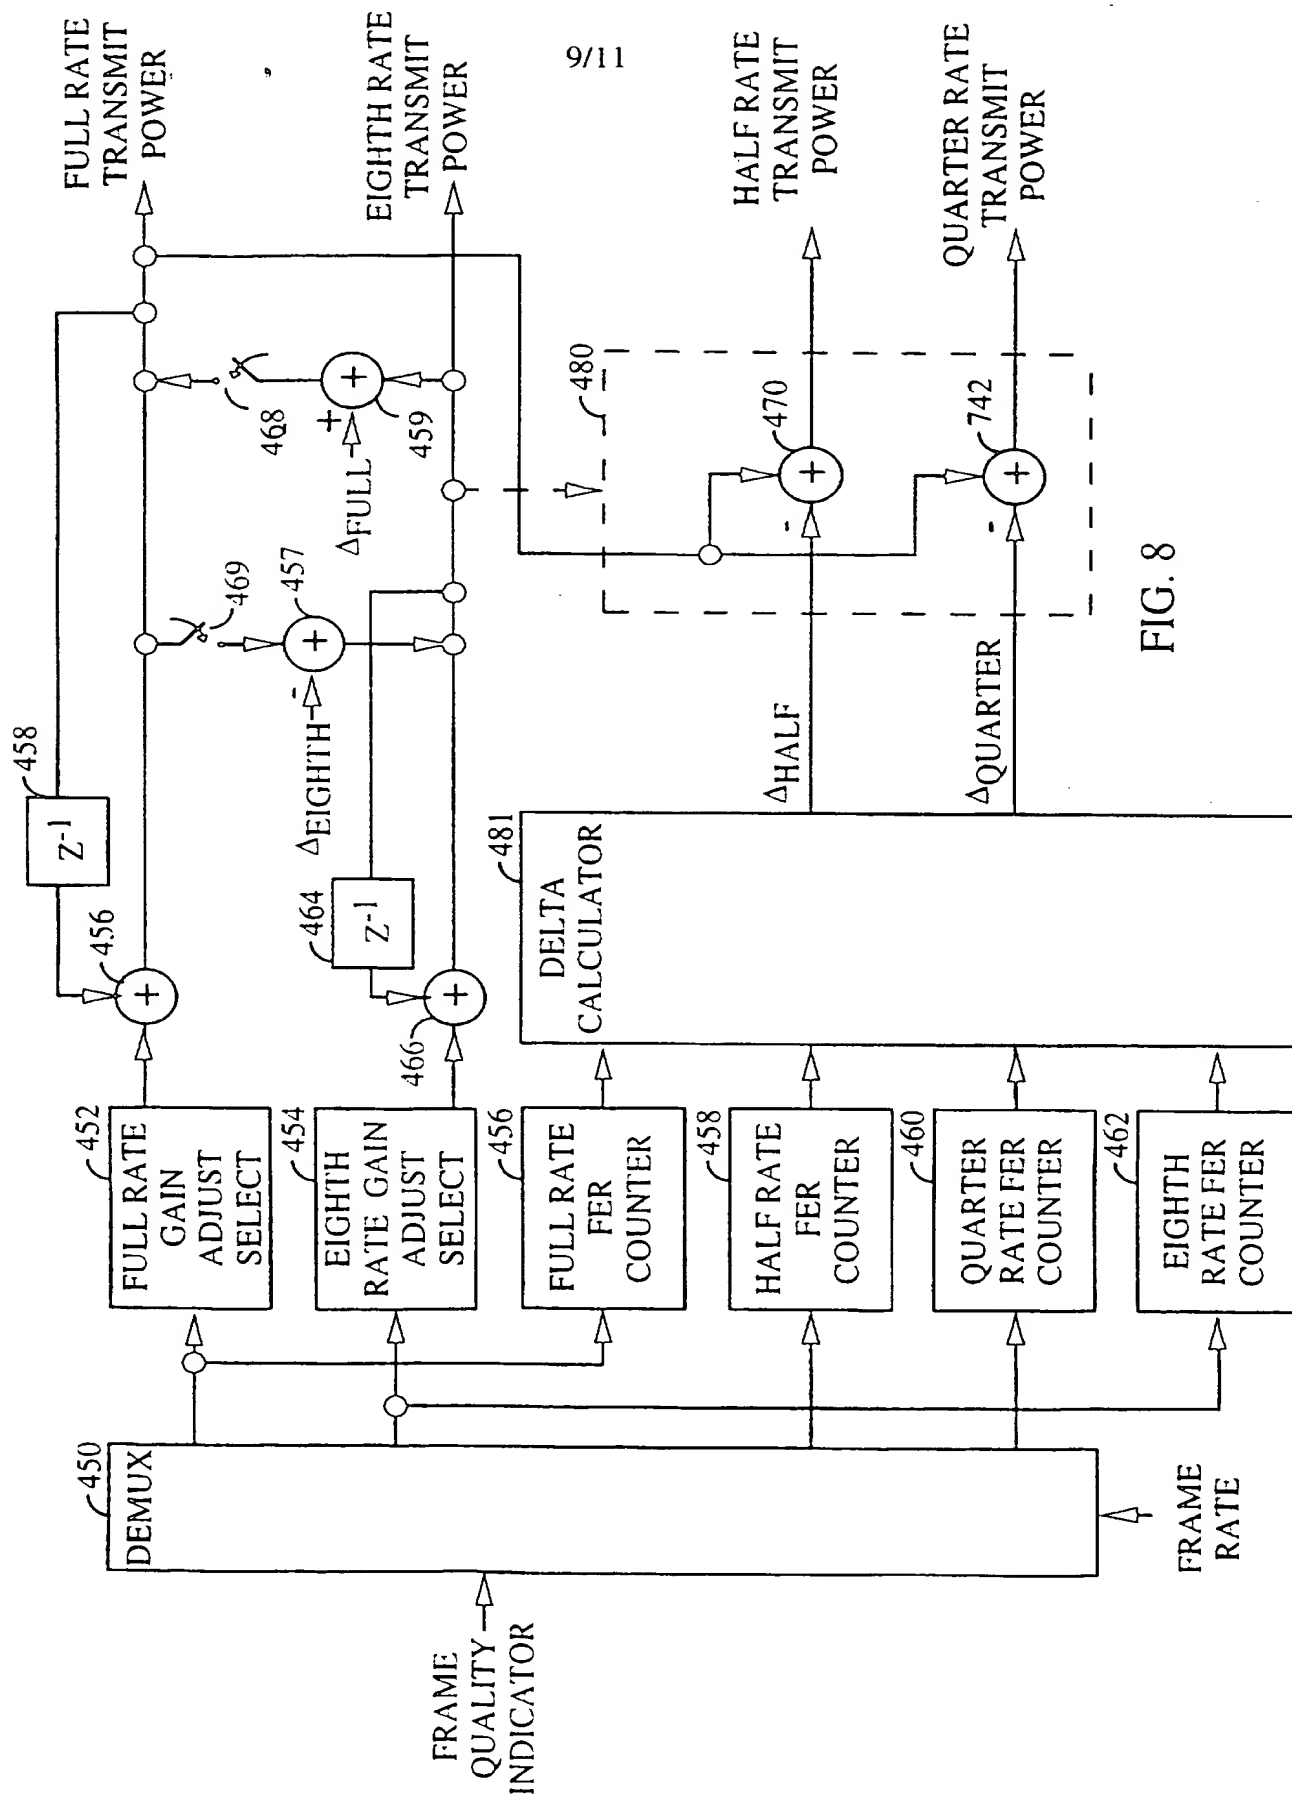 9/11
FRAME
QUALITY
INDICATOR
FRAME
RATE
450
DEMUX
452
FULL RATE
GAIN
ADJUST
SELECT
454
EIGHTH
RATE GAIN
ADJUST
SELECT
456
FULL RATE
FER
COUNTER
458
HALF RATE
FER
COUNTER
460
QUARTER
RATE FER
COUNTER
462
EIGHTH
RATE FER
COUNTER
456
+
458
Z-1
466
+
464
Z-1
481
DELTA
CALCULATOR
ΔEIGHTH
-
469
457
+
ΔFULL
+
468
459
+
ΔHALF
ΔQUARTER
480
-
470
+
-
742
+
FULL RATE
TRANSMIT
POWER
EIGHTH RATE
TRANSMIT
POWER
HALF RATE
TRANSMIT
POWER
QUARTER RATE
TRANSMIT
POWER
FIG. 8